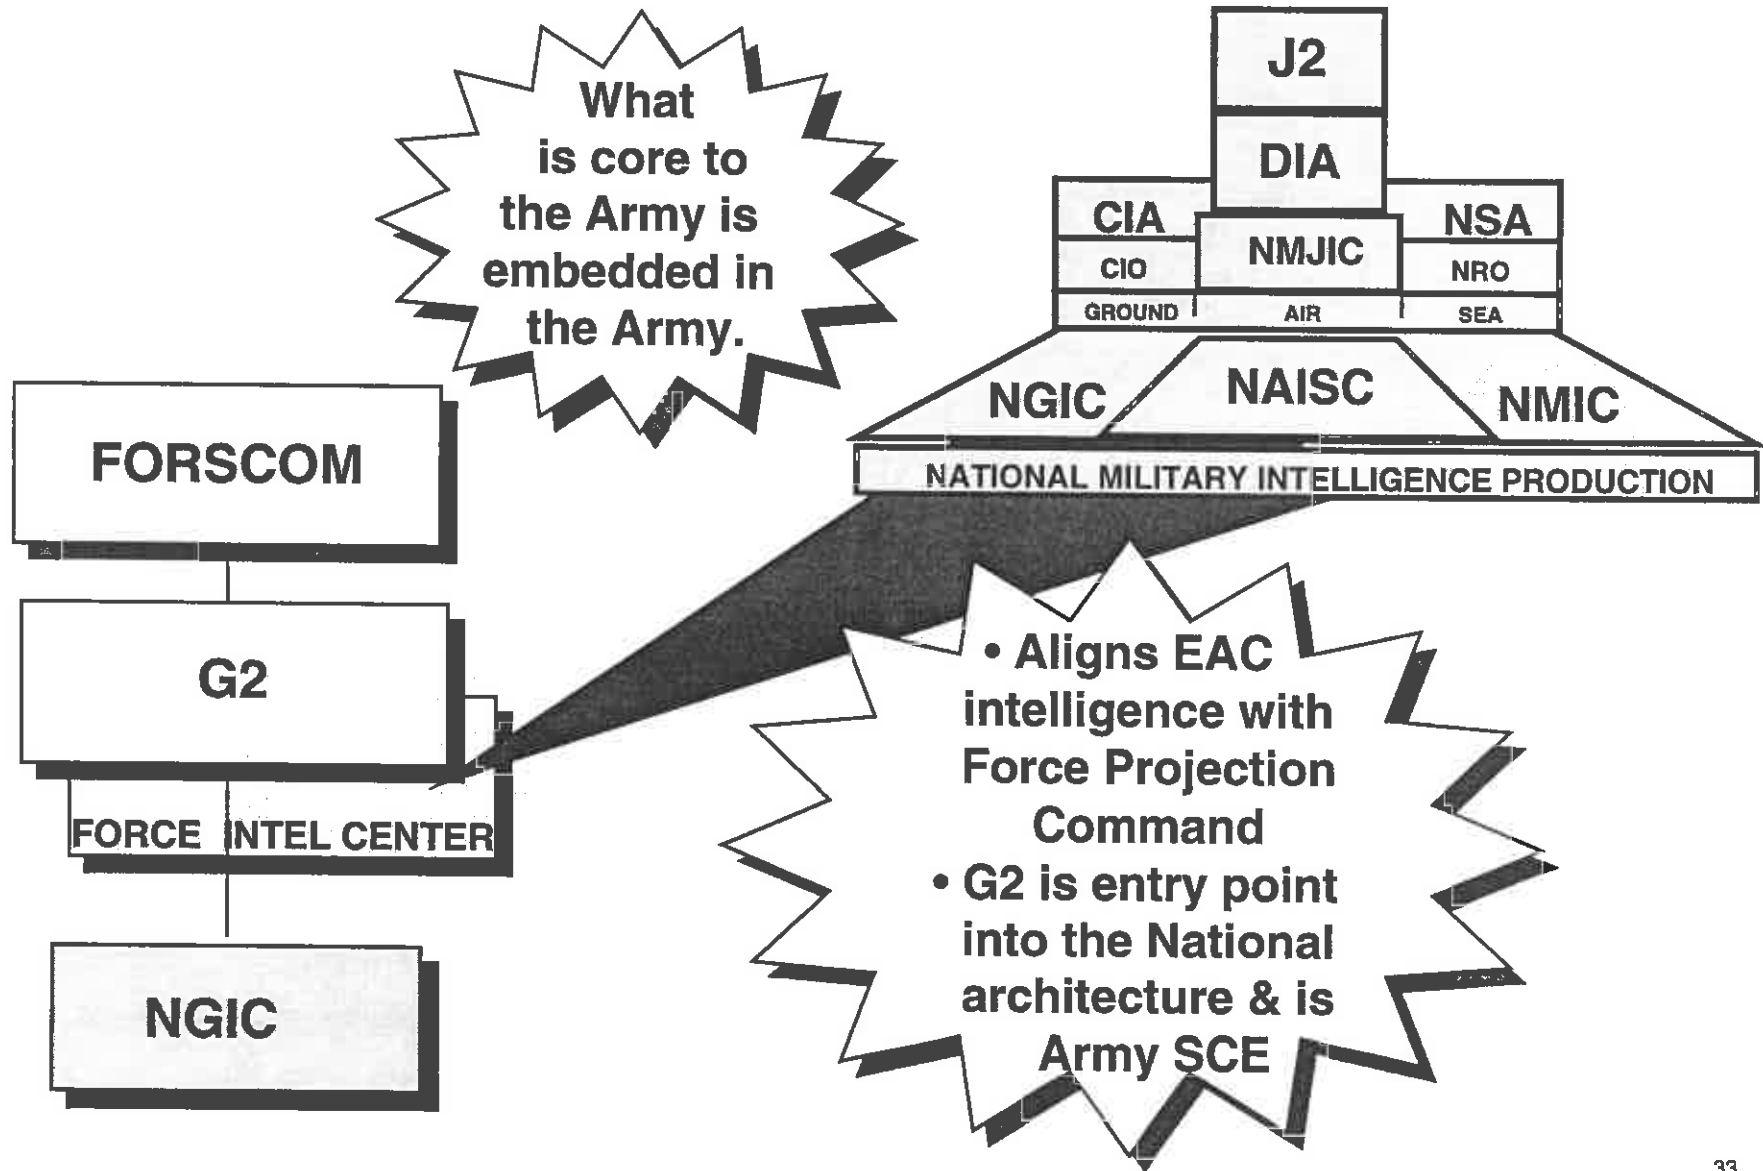 What
is core to
the Army is
embedded in
the Army.
J2
DIA
CIA
NSA
NMJIC
CIO
NRO
GROUND
AIR
SEA
NGIC
NAISC
NMIC
NATIONAL MILITARY INTELLIGENCE PRODUCTION
FORSCOM
G2
FORCE INTEL CENTER
NGIC
• Aligns EAC
intelligence with
Force Projection
Command
• G2 is entry point
into the National
architecture & is
Army SCE